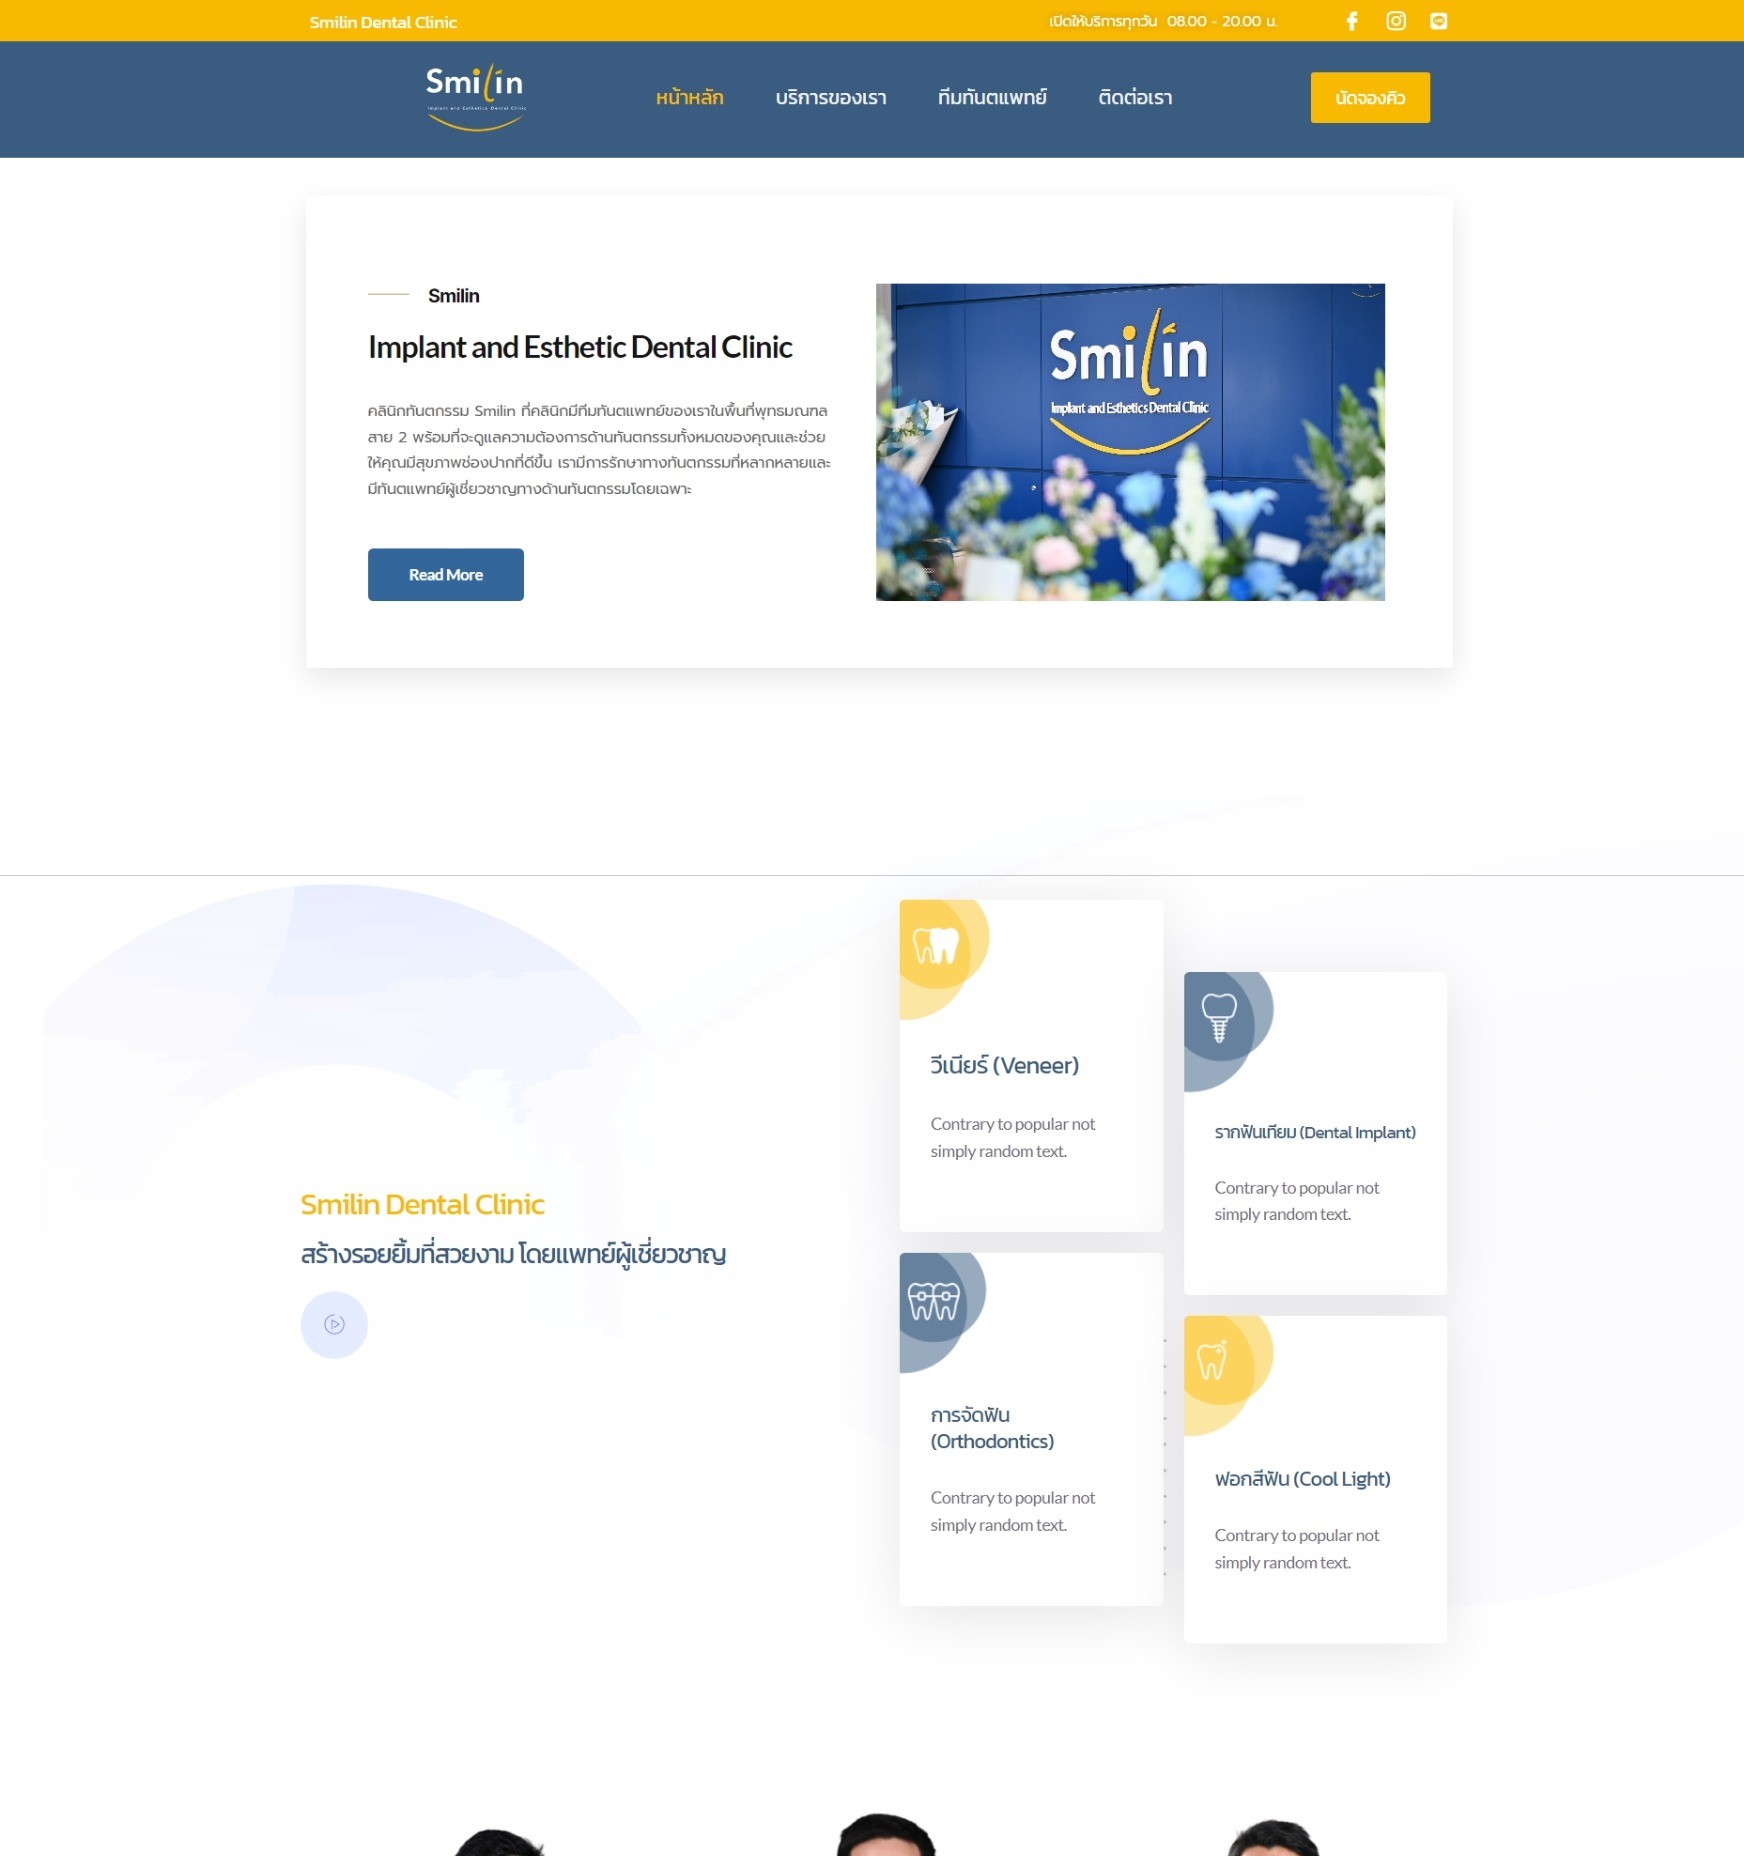 Smilin Dental Clinic
เปิดให้บริการทุกวัน 08.00 - 20.00 น.
Smilin
Implant and Esthetics Dental Clinic
หน้าหลัก
บริการของเรา
ทีมทันตแพทย์
ติดต่อเรา
นัดจองคิว
Smilin
Implant and Esthetic Dental Clinic
คลินิกทันตกรรม Smilin ที่คลินิกมีทีมทันตแพทย์ของเราในพื้นที่พุทธมณฑล
สาย 2 พร้อมที่จะดูแลความต้องการด้านทันตกรรมทั้งหมดของคุณและช่วย
ให้คุณมีสุขภาพช่องปากที่ดีขึ้น เรามีการรักษาทางทันตกรรมที่หลากหลายและ
มีทันตแพทย์ผู้เชี่ยวชาญทางด้านทันตกรรมโดยเฉพาะ
Read More
Smilin
Implant and Esthetics Dental Clinic
Smilin Dental Clinic
สร้างรอยยิ้มที่สวยงาม โดยแพทย์ผู้เชี่ยวชาญ
วีเนียร์ (Veneer)
Contrary to popular not
simply random text.
รากฟันเทียม (Dental Implant)
Contrary to popular not
simply random text.
การจัดฟัน
(Orthodontics)
Contrary to popular not
simply random text.
ฟอกสีฟัน (Cool Light)
Contrary to popular not
simply random text.